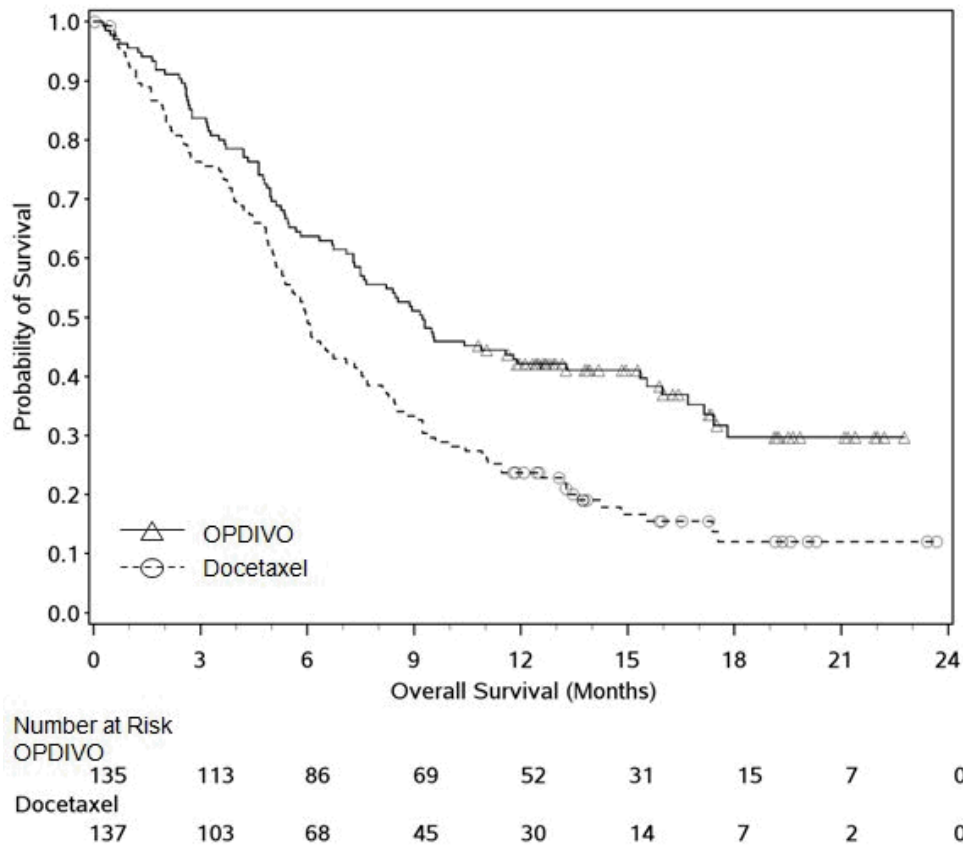 1.0
0.9
0.8
0.7
0.6
0.5
0.4
0.3
0.2
0.1
0.0
Probability of Survival
OPDIVO
Docetaxel
0 3 6 9 12 15 18 21 24
Overall Survival (Months)
Number at Risk
OPDIVO
135 113 86 69 52 31 15 7 0
Docetaxel
137 103 68 45 30 14 7 2 0